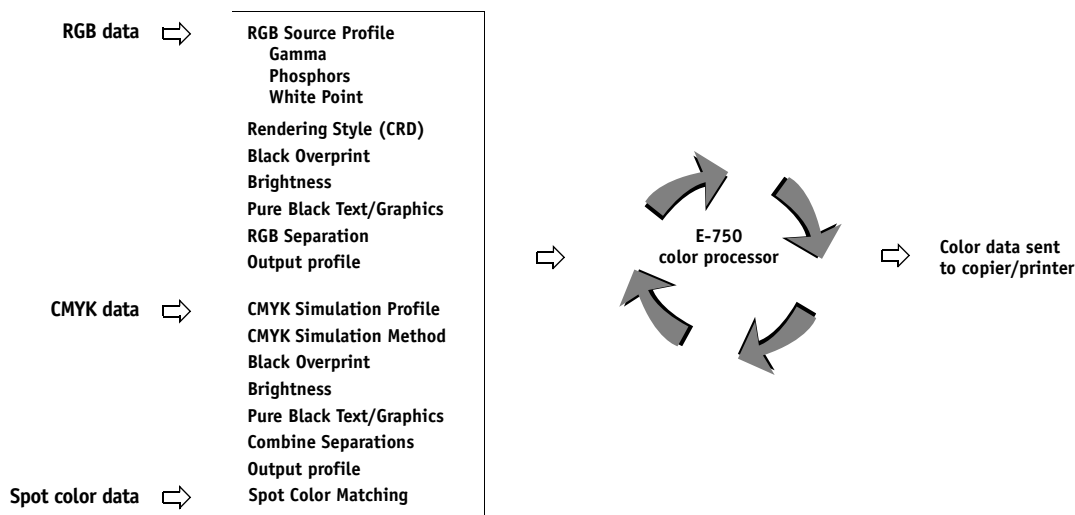 RGB data
RGB Source Profile
Gamma
Phosphors
White Point
Rendering Style (CRD)
Black Overprint
Brightness
Pure Black Text/Graphics
RGB Separation
Output profile
CMYK data
CMYK Simulation Profile
CMYK Simulation Method
Black Overprint
Brightness
Pure Black Text/Graphics
Combine Separations
Output profile
Spot color data
Spot Color Matching
E-750
color processor
Color data sent
to copier/printer